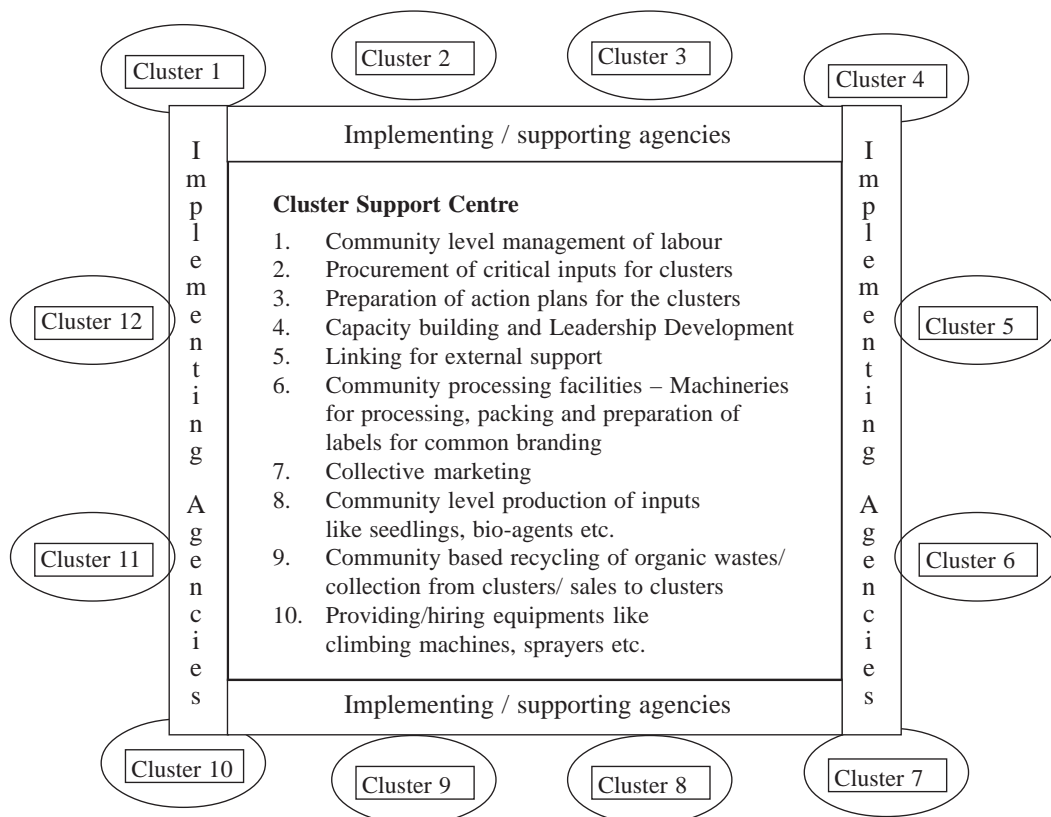 Cluster 1
Cluster 2
Cluster 3
Cluster 4
Implementing / supporting agencies
Implementing Agencies
Implementing Agencies
Cluster Support Centre
1. Community level management of labour
2. Procurement of critical inputs for clusters
3. Preparation of action plans for the clusters
4. Capacity building and Leadership Development
5. Linking for external support
6. Community processing facilities – Machineries
for processing, packing and preparation of
labels for common branding
7. Collective marketing
8. Community level production of inputs
like seedlings, bio-agents etc.
9. Community based recycling of organic wastes/
collection from clusters/ sales to clusters
10. Providing/hiring equipments like
climbing machines, sprayers etc.
Cluster 12
Cluster 5
Cluster 11
Cluster 6
Implementing / supporting agencies
Cluster 10
Cluster 9
Cluster 8
Cluster 7